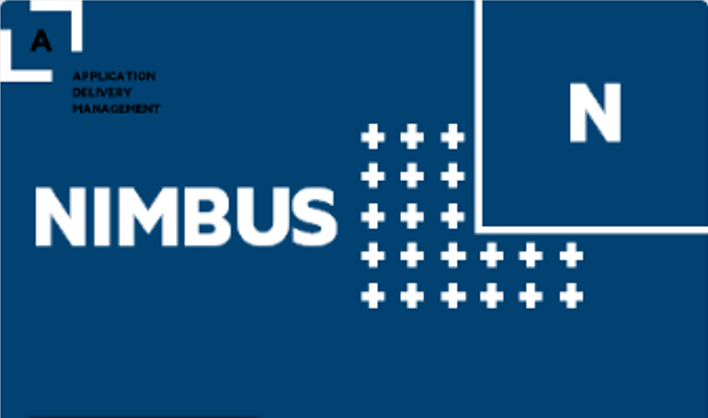 A
APPLICATION
DELIVERY
MANAGEMENT
N
NIMBUS